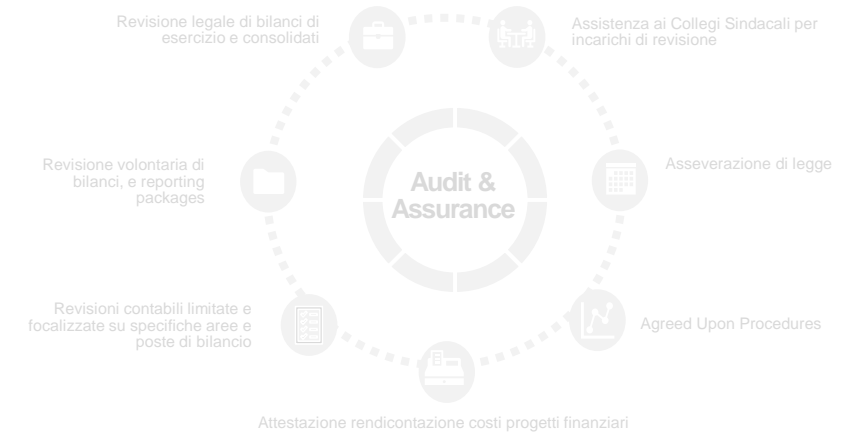 Revisione legale di bilanci di
esercizio e consolidati
Assistenza ai Collegi Sindacali per
incarichi di revisione
Revisione volontaria di
bilanci, e reporting
packages
Audit &
Assurance
Asseverazione di legge
Revisioni contabili limitate e
focalizzate su specifiche aree e
poste di bilancio
Agreed Upon Procedures
Attestazione rendicontazione costi progetti finanziari